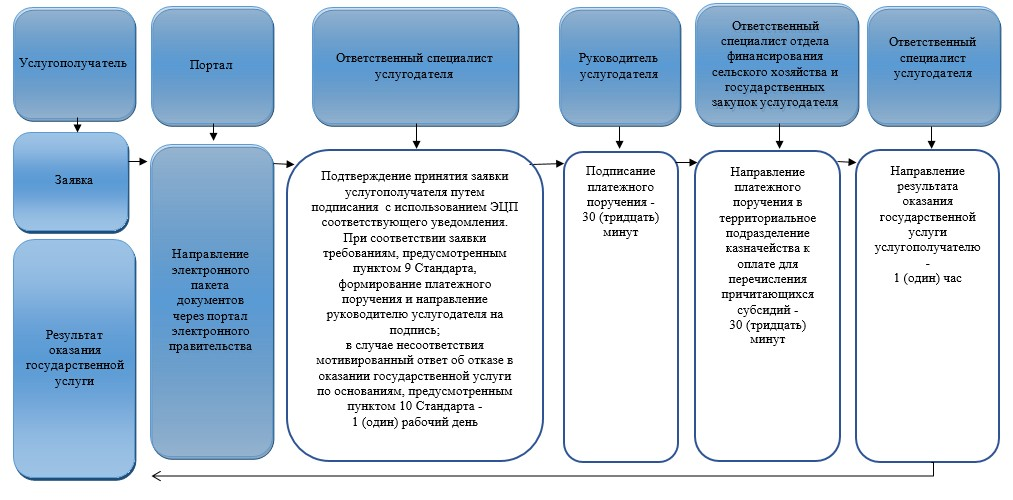 Услугополучатель
Портал
Ответственный специалист
услугодателя
Руководитель
услугодателя
Ответственный
специалист отдела
финансирования
сельского хозяйства и
государственных
закупок услугодателя
Ответственный
специалист
услугодателя
Заявка
Результат
оказания
государственной
услуги
Направление
электронного
пакета
документов
через портал
электронного
правительства
Подтверждение принятия заявки
услугополучателя путем
подписания с использованием ЭЦП
соответствующего уведомления.
При соответствии заявки
требованиям, предусмотренным
пунктом 9 Стандарта,
формирование платежного
поручения и направление
руководителю услугодателя на
подпись;
в случае несоответствия
мотивированный ответ об отказе в
оказании государственной услуги
по основаниям, предусмотренным
пунктом 10 Стандарта -
1 (один) рабочий день
Подписание
платежного
поручения -
30 (тридцать)
минут
Направление
платежного
поручения в
территориальное
подразделение
казначейства к
оплате для
перечисления
причитающихся
субсидий -
30 (тридцать)
минут
Направление
результата
оказания
государственной
услуги
услугополучателю
-
1 (один) час